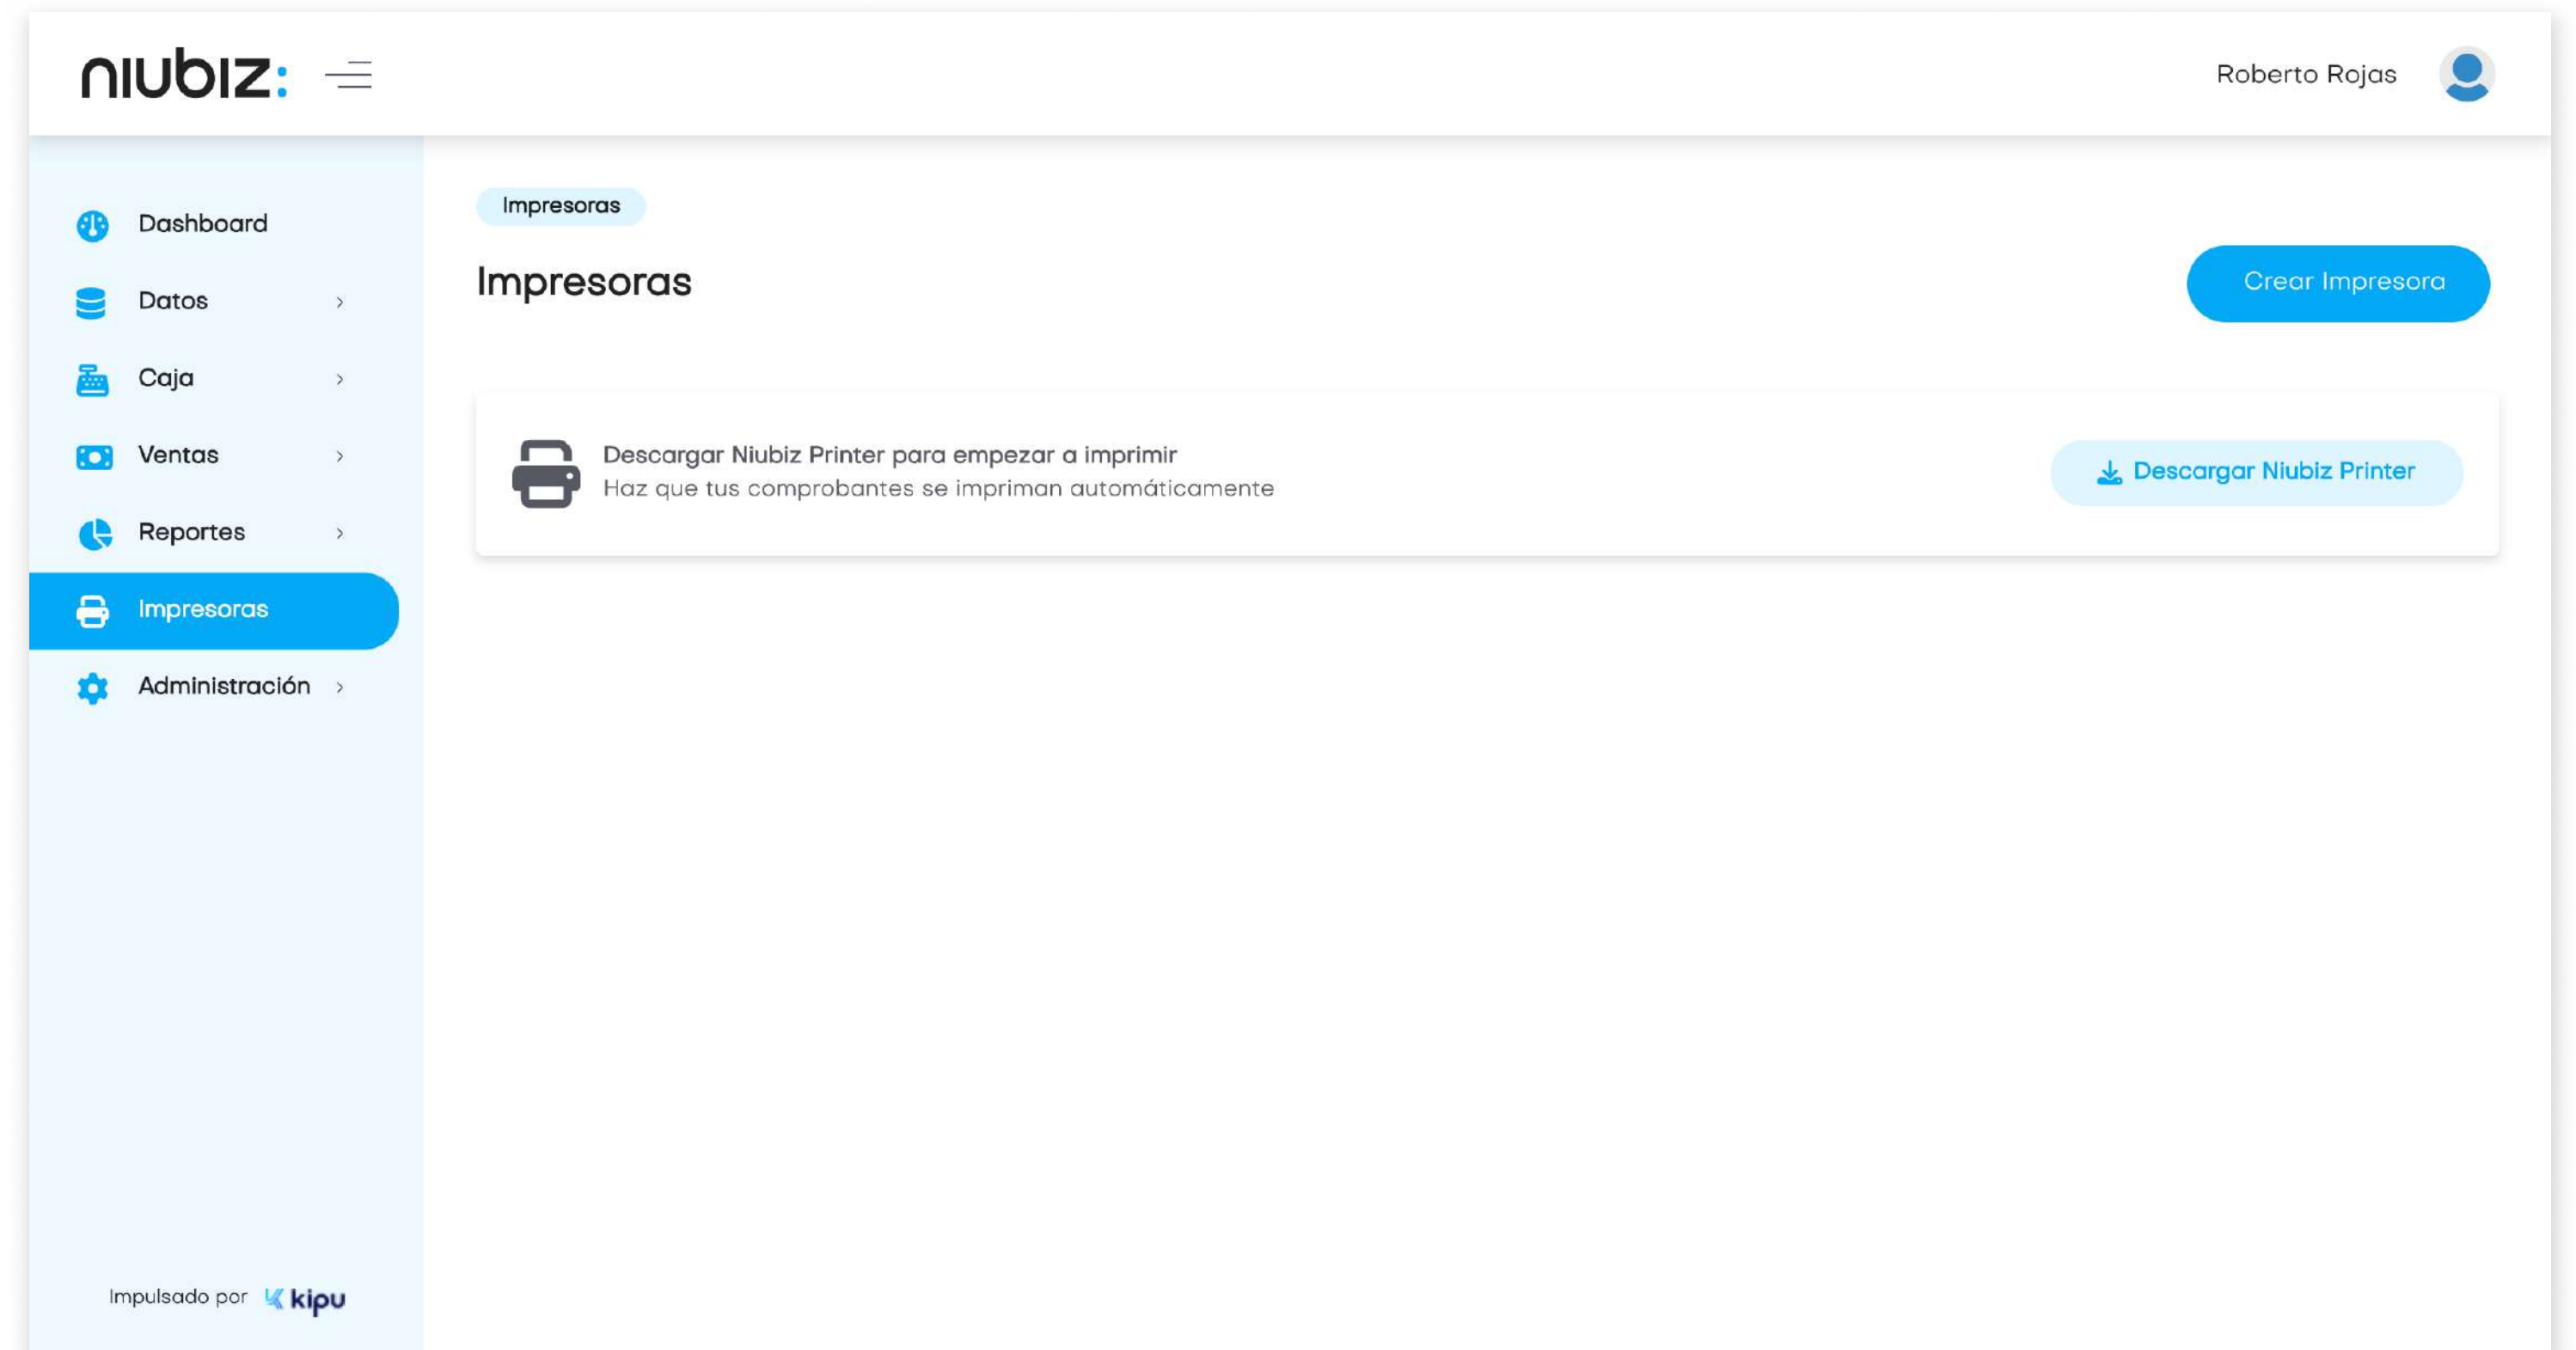 niubiz:
Roberto Rojas
Dashboard
Datos
Caja
Ventas
Reportes
Impresoras
Administración
Impulsado por kipu
Impresoras
Impresoras
Crear Impresora
Descargar Niubiz Printer para empezar a imprimir
Haz que tus comprobantes se impriman automáticamente
Descargar Niubiz Printer